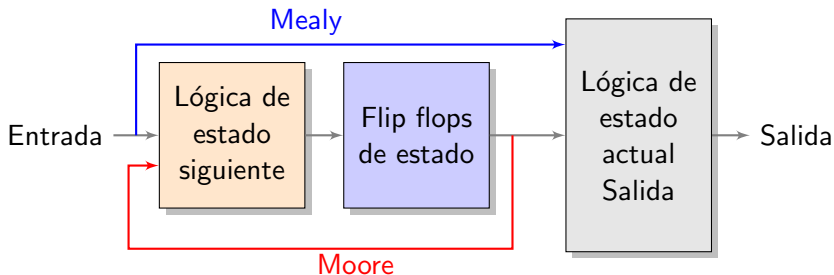 Mealy
Entrada
Lógica de
estado
siguiente
Flip flops
de estado
Lógica de
estado
actual
Salida
Salida
Moore